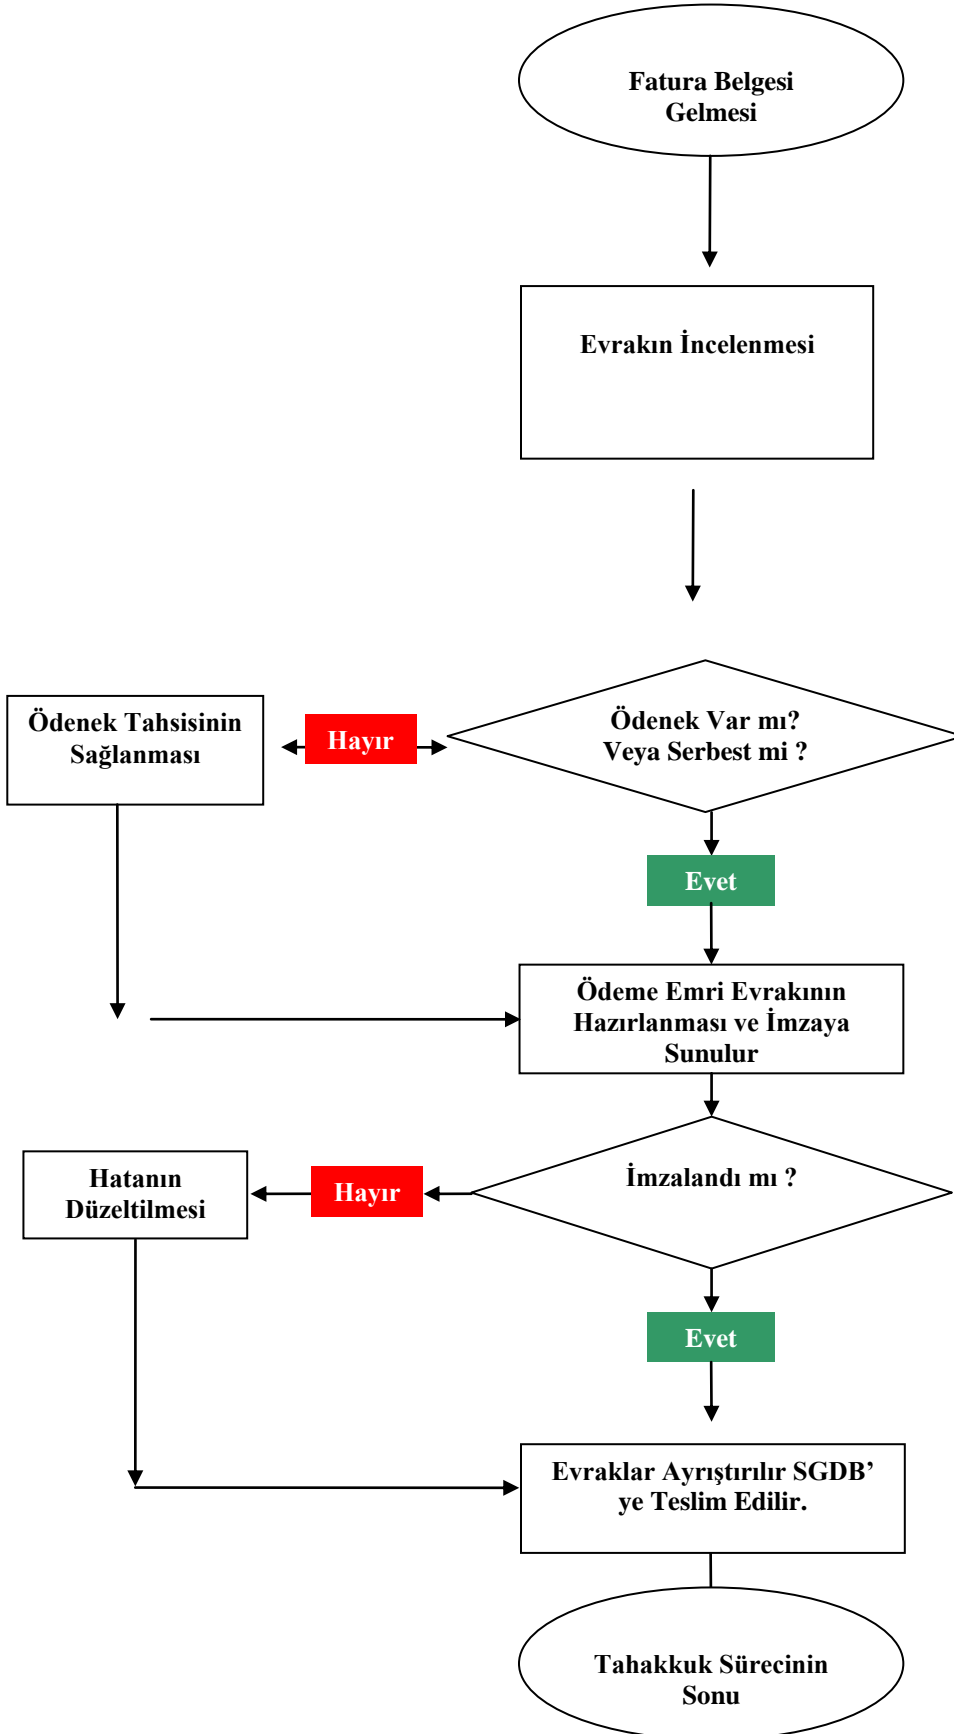 Fatura Belgesi
Gelmesi
Evrakın İncelenmesi
Ödenek Var mı?
Veya Serbest mi ?
Hayır
Ödenek Tahsisinin
Sağlanması
Evet
Ödeme Emri Evrakının
Hazırlanması ve İmzaya
Sunulur
İmzalandı mı ?
Hayır
Hatanın
Düzeltilmesi
Evet
Evraklar Ayrıştırılır SGDB’
ye Teslim Edilir.
Tahakkuk Sürecinin
Sonu